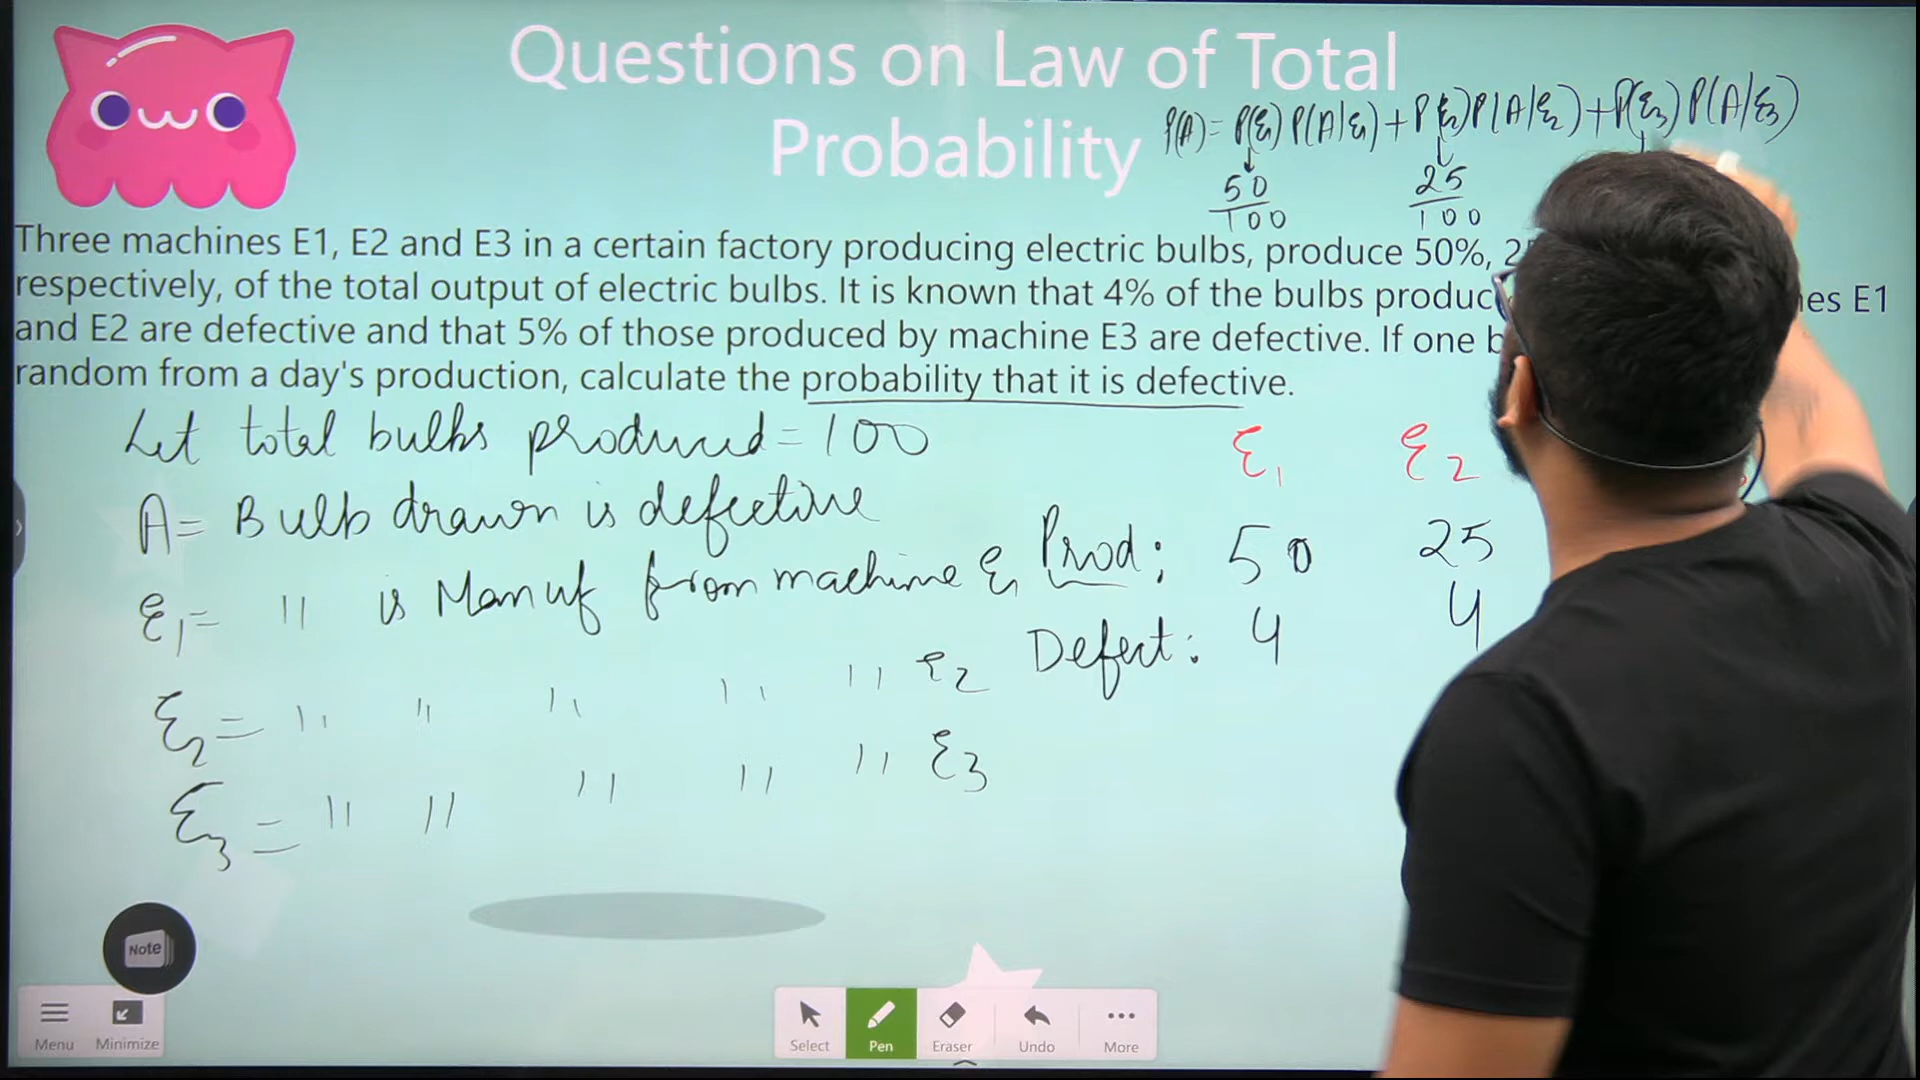 Questions on Law of Total
Probability
P(A) = P(E1) P(A|E1) + P(E2) P(A|E2) + P(E3) P(A|E3)
50/100 25/100
Three machines E1, E2 and E3 in a certain factory producing electric bulbs, produce 50%,
respectively, of the total output of electric bulbs. It is known that 4% of the bulbs E1
and E2 are defective and that 5% of those produced by machine E3 are defective. If one
random from a day's production, calculate the probability that it is defective.
Let total bulbs produced = 100
E1 E2
A = Bulb drawn is defective
Prod: 50 25
E1 = " is Manuf from machine E1
Defect: 4 4
E2 = " " " " " E2
E3 = " " " " " E3
Note
Menu Minimize Select Pen Eraser Undo More